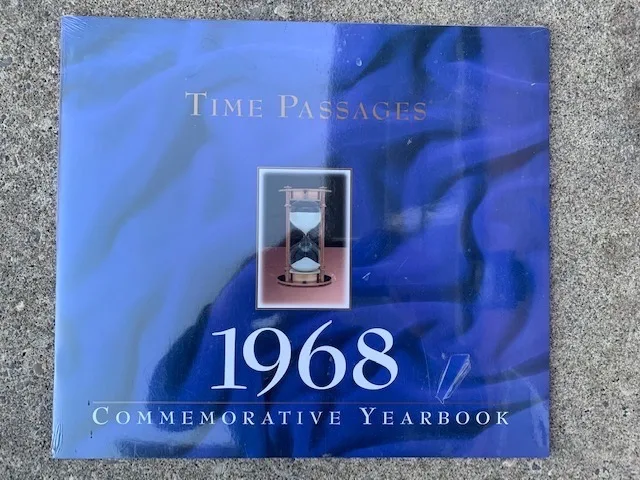 Time Passages
1968
Commemorative Yearbook